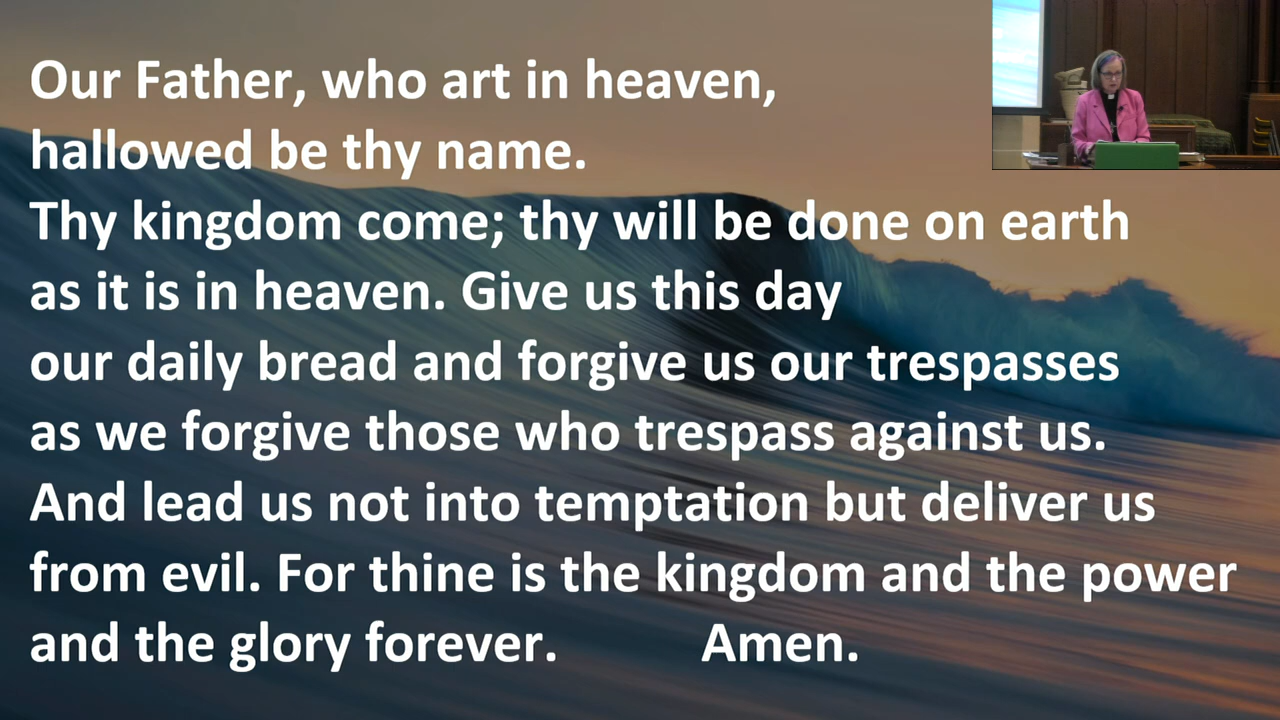 Our Father, who art in heaven,
hallowed be thy name.
Thy kingdom come; thy will be done on earth
as it is in heaven. Give us this day
our daily bread and forgive us our trespasses
as we forgive those who trespass against us.
And lead us not into temptation but deliver us
from evil. For thine is the kingdom and the power
and the glory forever. Amen.